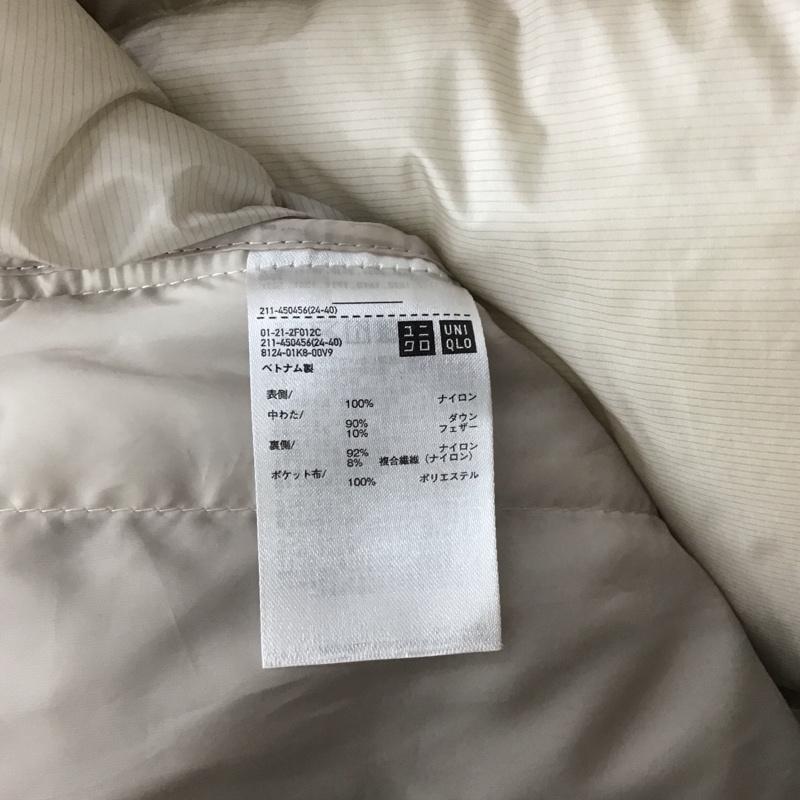 211-450456(24-40)
01-21-2F012C
211-450456(24-40)
8124-01K8-00V9
ユニ
クロ
UNI
QLO
ベトナム製
表側/ 100% ナイロン
中わた/ 90% ダウン
10% フェザー
裏側/ 92% ナイロン
8% 複合繊維(ナイロン)
ポケット布/ 100% ポリエステル